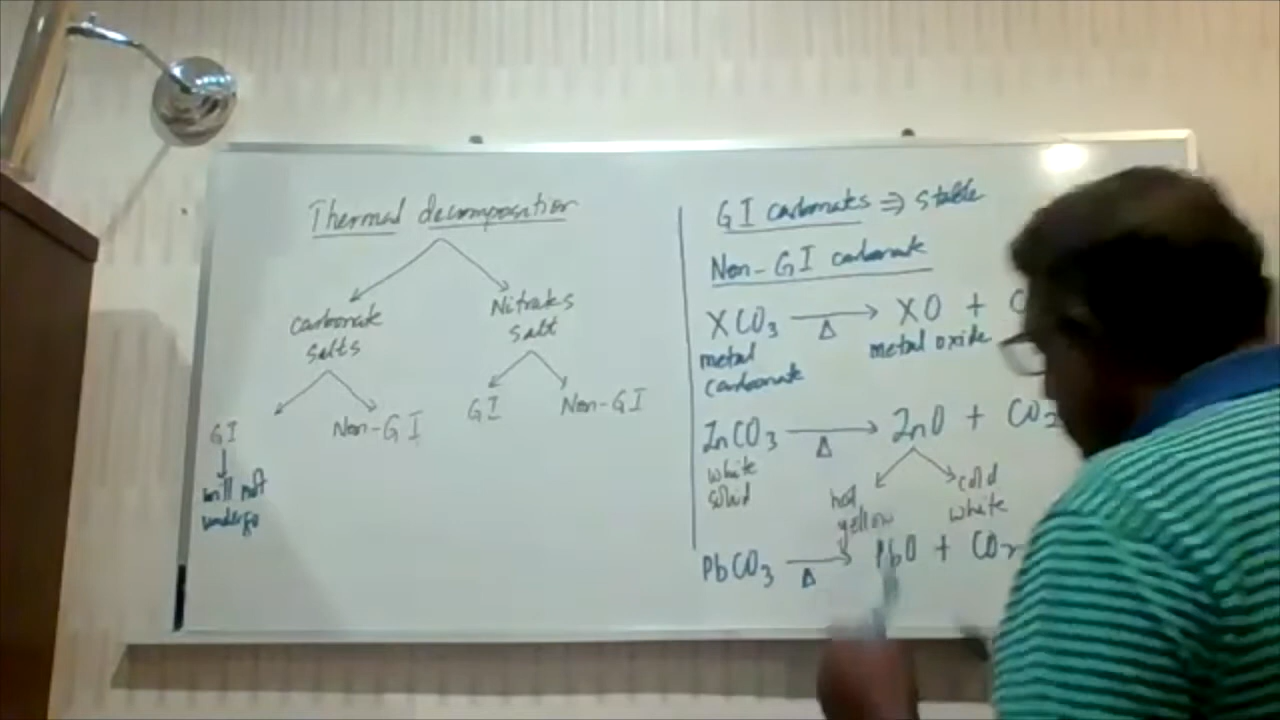 Thermal decomposition
Carbonate
salts
Nitrates
salt
GI
Non-GI
GI
Non-GI
will not
undergo
GI carbonates ⇒ stable
Non-GI carbonate
XCO₃ →Δ XO + C
metal
carbonate
metal oxide
ZnCO₃ →Δ ZnO + CO₂
white
solid
hot
yellow
cold
white
PbCO₃ →Δ PbO + CO₂